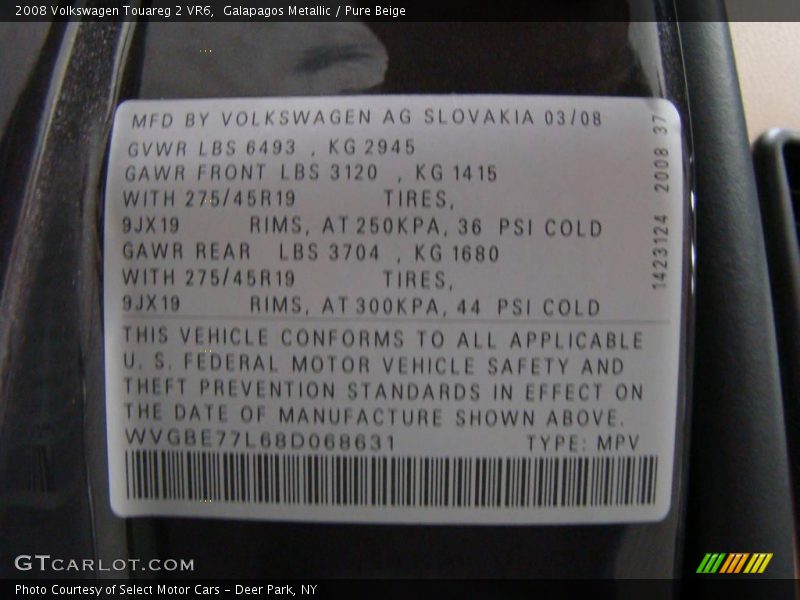 2008 Volkswagen Touareg 2 VR6,  Galapagos Metallic / Pure Beige
MFD BY VOLKSWAGEN AG SLOVAKIA 03/08
GVWR LBS 6493 , KG 2945
GAWR FRONT LBS 3120 , KG 1415
WITH 275/45R19 TIRES,
9JX19 RIMS, AT 250KPA, 36 PSI COLD
GAWR REAR LBS 3704 , KG 1680
WITH 275/45R19 TIRES,
9JX19 RIMS, AT 300KPA, 44 PSI COLD
THIS VEHICLE CONFORMS TO ALL APPLICABLE
U. S. FEDERAL MOTOR VEHICLE SAFETY AND
THEFT PREVENTION STANDARDS IN EFFECT ON
THE DATE OF MANUFACTURE SHOWN ABOVE.
WVGBE77L68D068631 TYPE: MPV
1423124 2008 37
GTCARLOT.COM
Photo Courtesy of Select Motor Cars - Deer Park, NY